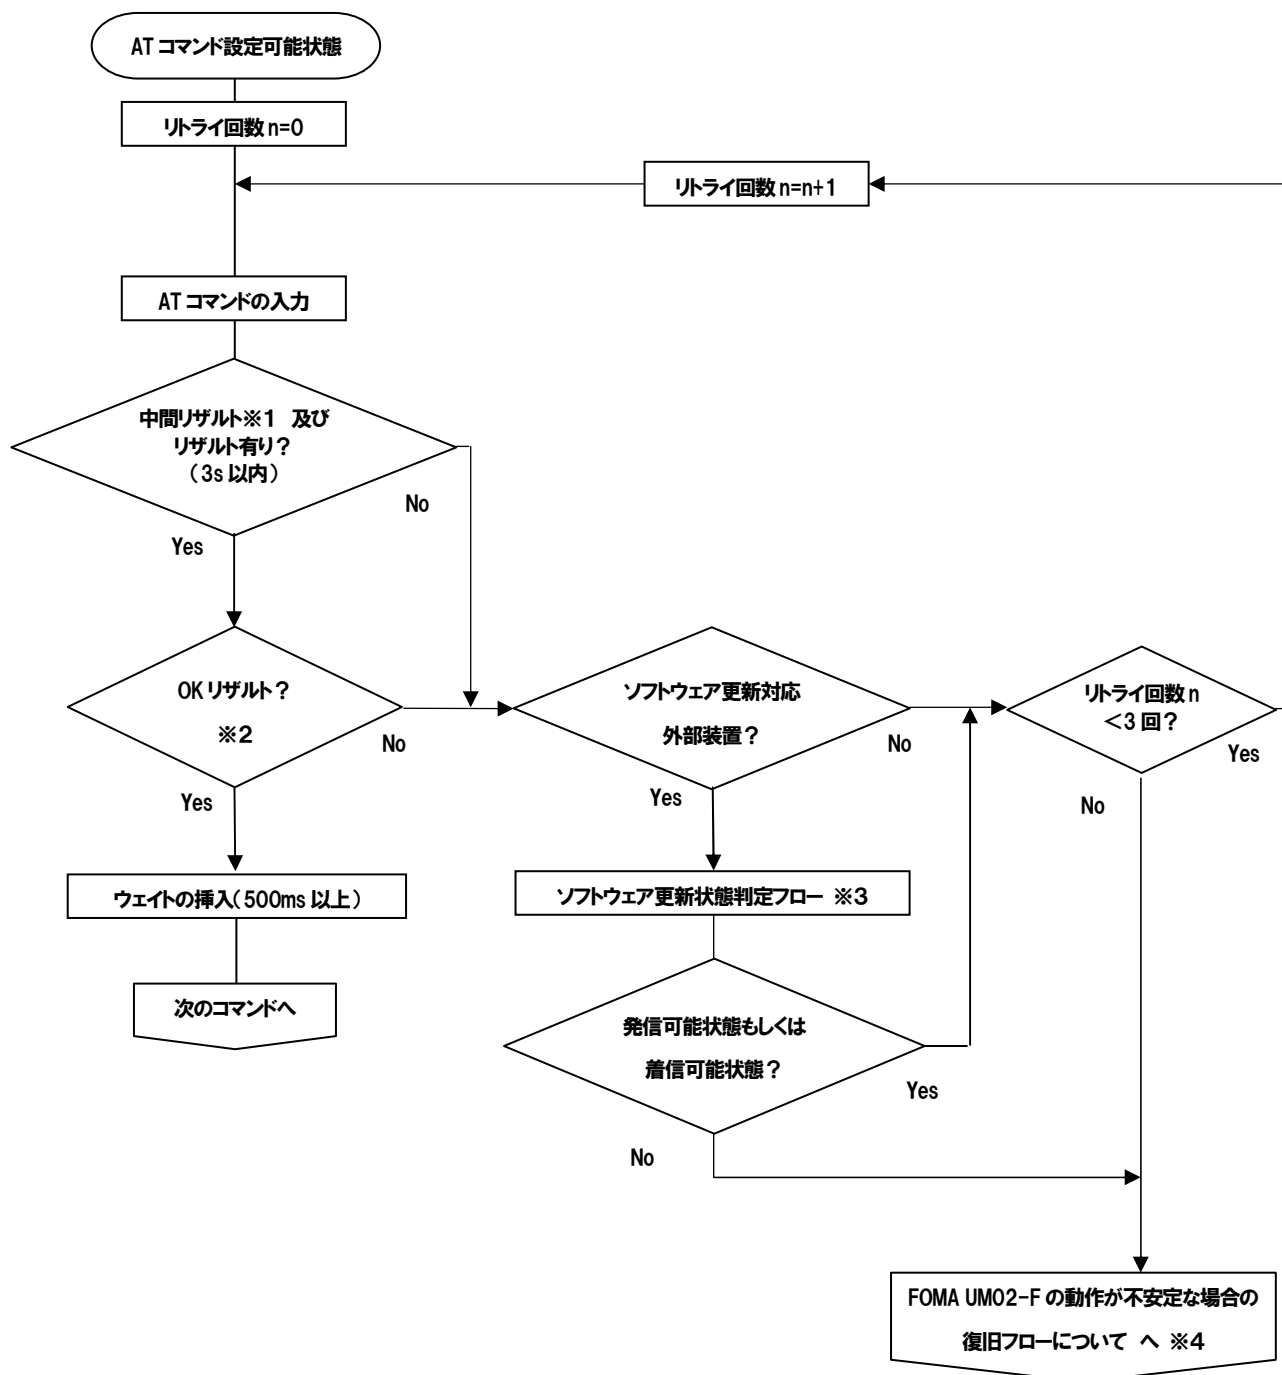 AT コマンド設定可能状態
リトライ回数 n=0
リトライ回数 n=n+1
AT コマンドの入力
中間リザルト※1 及び
リザルト有り？
（3s 以内）
No
Yes
OK リザルト？
※2
No
Yes
ソフトウェア更新対応
外部装置？
No
Yes
リトライ回数 n
＜3 回？
Yes
No
ウェイトの挿入（500ms 以上）
ソフトウェア更新状態判定フロー ※3
次のコマンドへ
発信可能状態もしくは
着信可能状態？
Yes
No
FOMA UM02-F の動作が不安定な場合の
復旧フローについて へ ※4